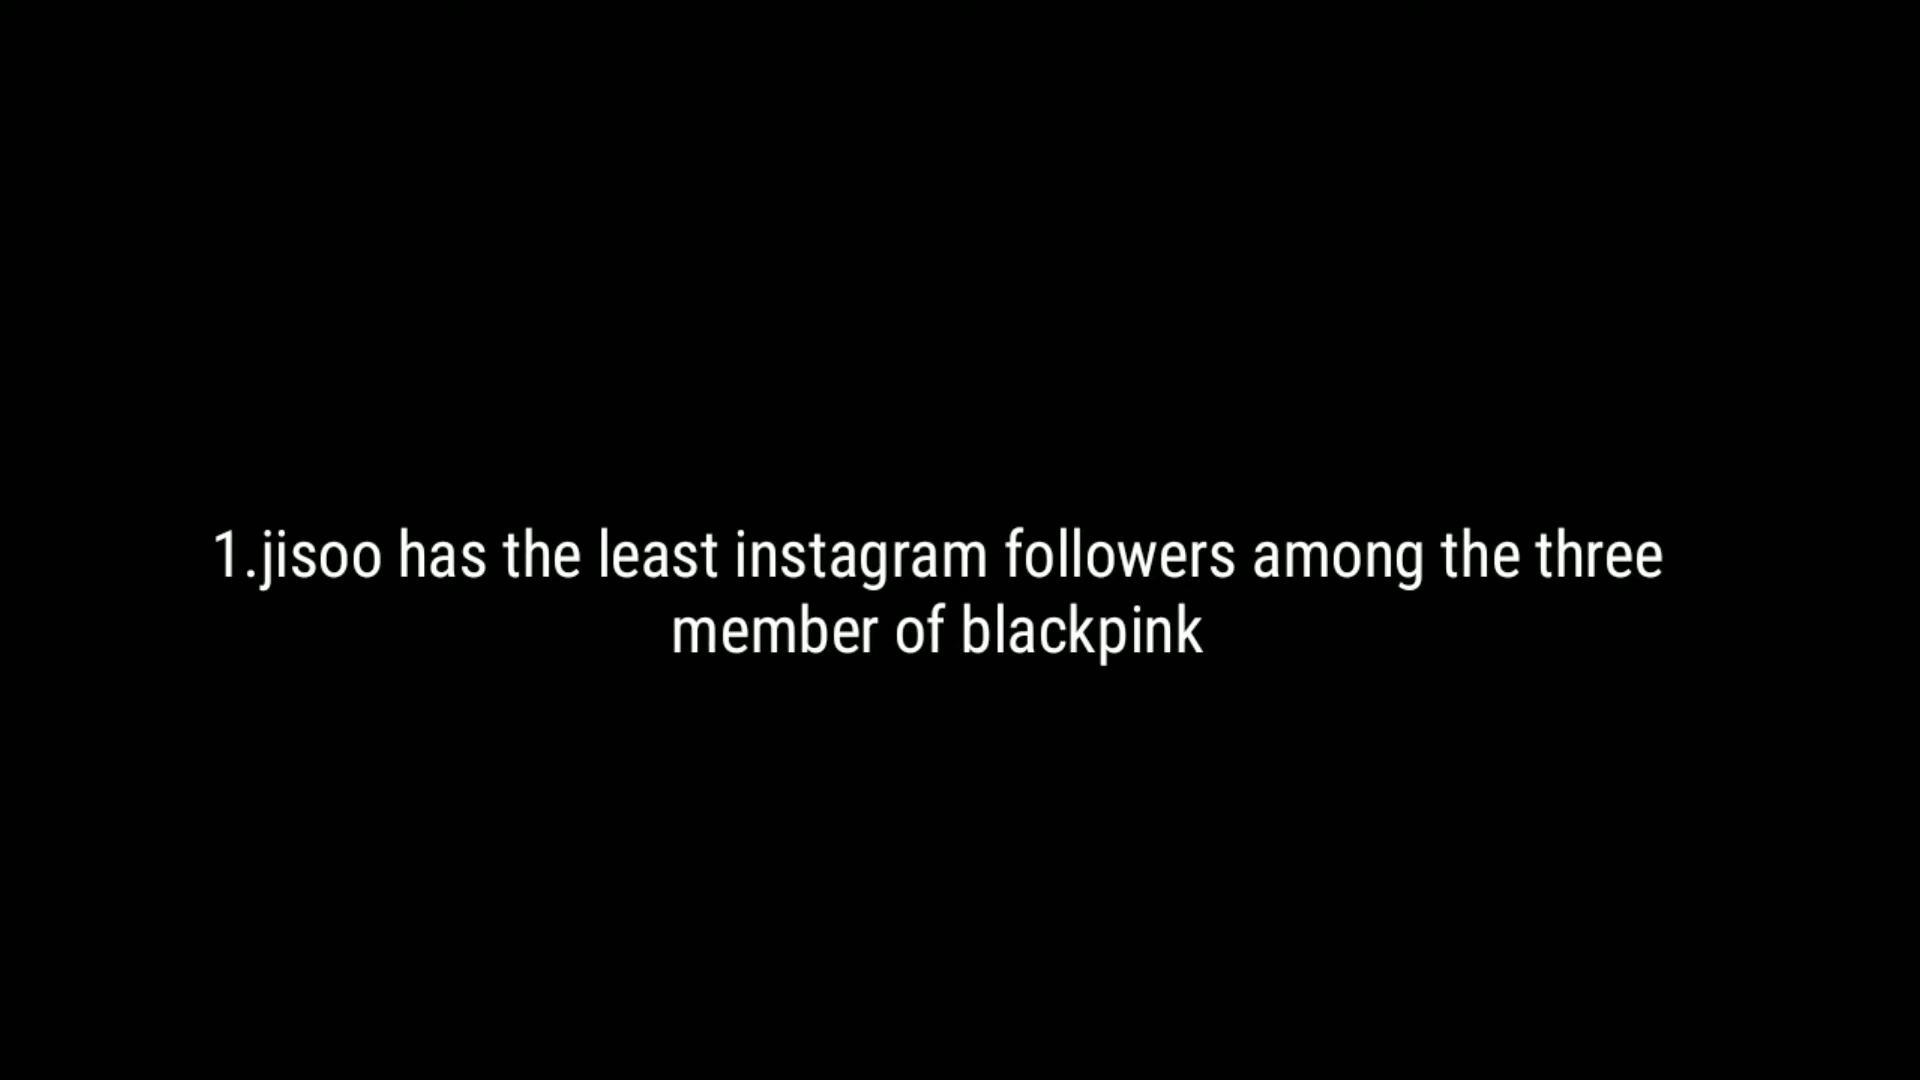 1.jisoo has the least instagram followers among the three
member of blackpink